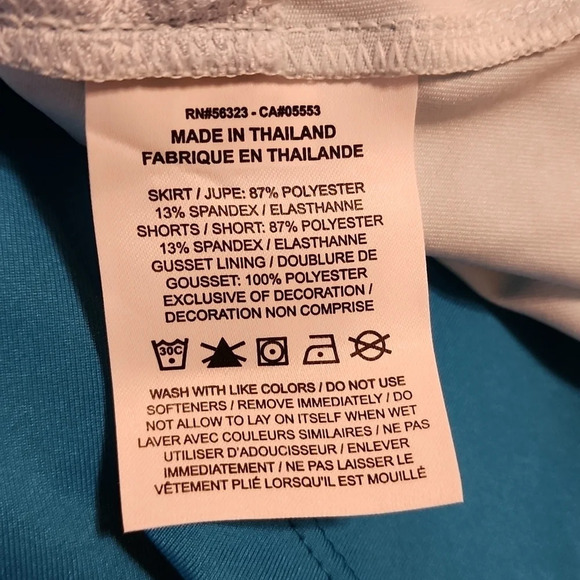 RN#56323 - CA#05553
MADE IN THAILAND
FABRIQUE EN THAILANDE
SKIRT / JUPE: 87% POLYESTER
13% SPANDEX / ELASTHANNE
SHORTS / SHORT: 87% POLYESTER
13% SPANDEX / ELASTHANNE
GUSSET LINING / DOUBLURE DE
GOUSSET: 100% POLYESTER
EXCLUSIVE OF DECORATION /
DECORATION NON COMPRISE
30C
WASH WITH LIKE COLORS / DO NOT USE
SOFTENERS / REMOVE IMMEDIATELY / DO
NOT ALLOW TO LAY ON ITSELF WHEN WET
LAVER AVEC COULEURS SIMILAIRES / NE PAS
UTILISER D'ADOUCISSEUR / ENLEVER
IMMEDIATEMENT / NE PAS LAISSER LE
VÊTEMENT PLIÉ LORSQU'IL EST MOUILLÉ